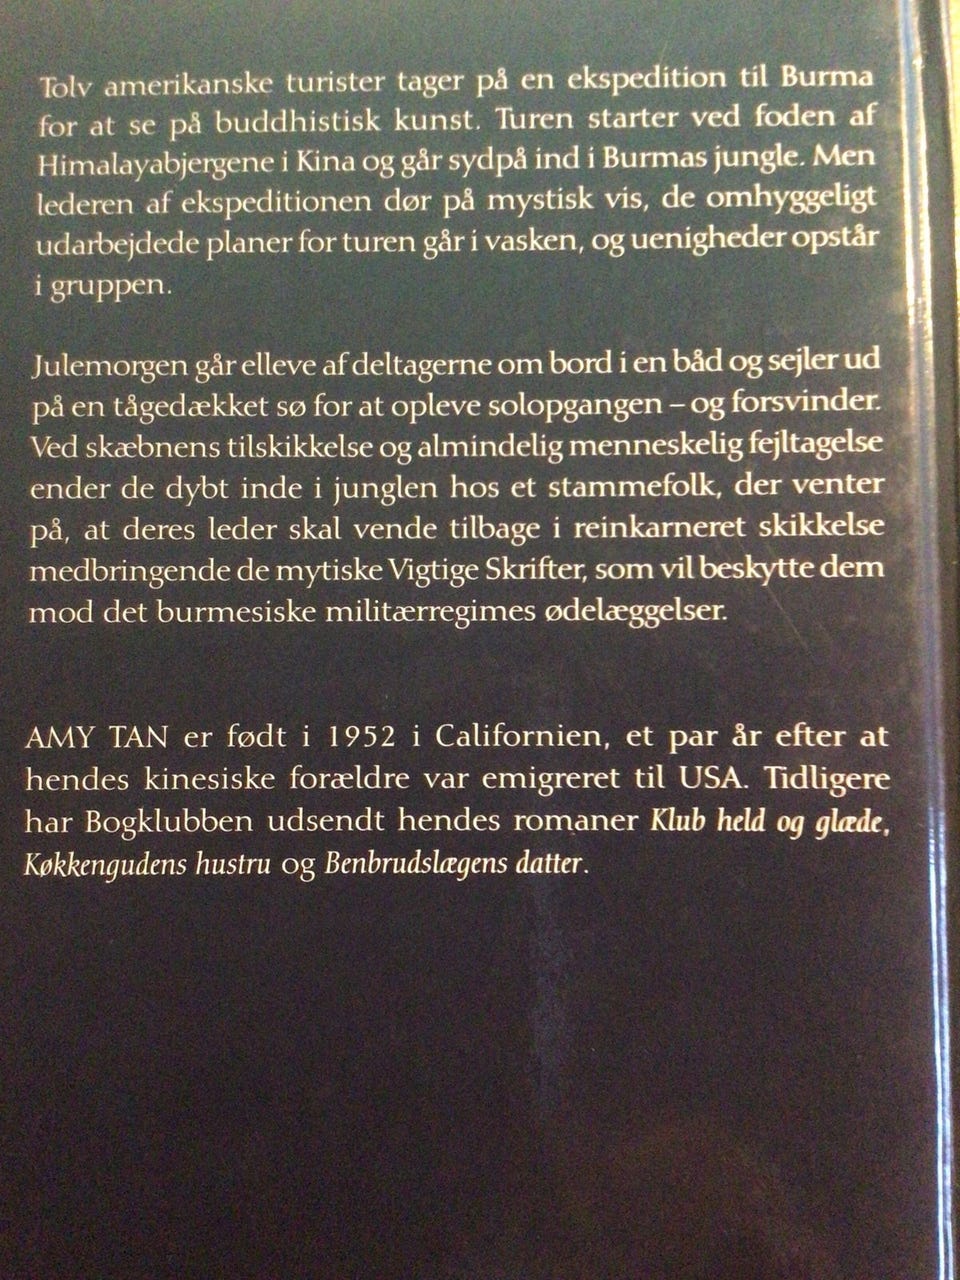 Tolv amerikanske turister tager på en ekspedition til Burma
for at se på buddhistisk kunst. Turen starter ved foden af
Himalayabjergene i Kina og går sydpå ind i Burmas jungle. Men
lederen af ekspeditionen dør på mystisk vis, de omhyggeligt
udarbejdede planer for turen går i vasken, og uenigheder opstår
i gruppen.
Julemorgen går elleve af deltagerne om bord i en båd og sejler ud
på en tågedækket sø for at opleve solopgangen – og forsvinder.
Ved skæbnens tilskikkelse og almindelig menneskelig fejltagelse
ender de dybt inde i junglen hos et stammefolk, der venter
på, at deres leder skal vende tilbage i reinkarneret skikkelse
medbringende de mytiske Vigtige Skrifter, som vil beskytte dem
mod det burmesiske militærregimes ødelæggelser.
AMY TAN er født i 1952 i Californien, et par år efter at
hendes kinesiske forældre var emigreret til USA. Tidligere
har Bogklubben udsendt hendes romaner Klub held og glæde,
Køkkengudens hustru og Benbrudslægens datter.